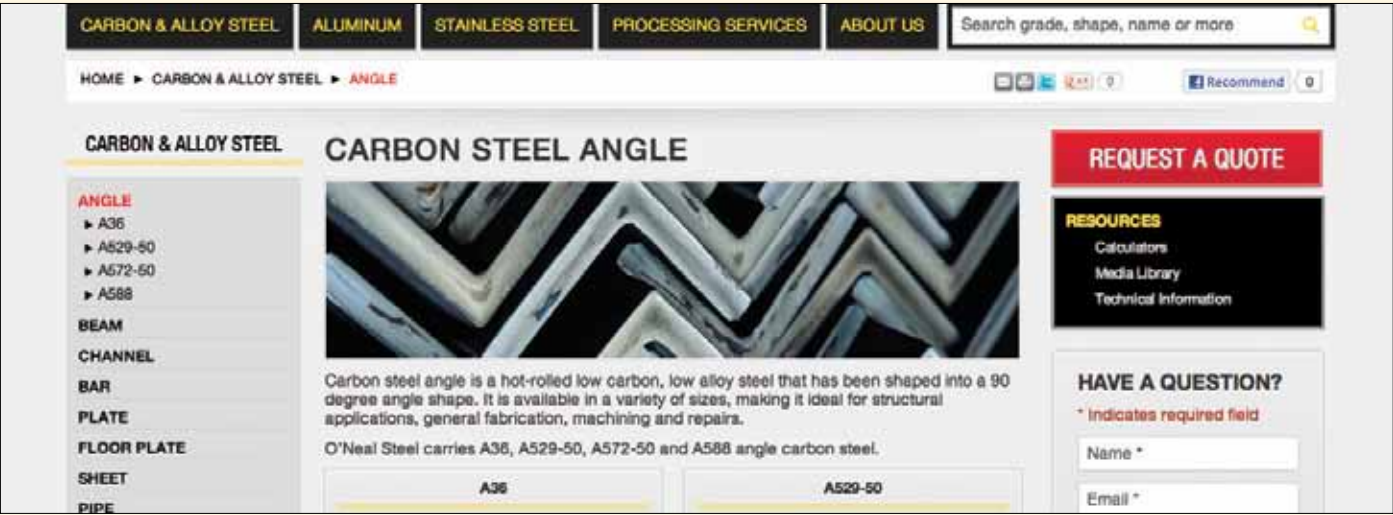 CARBON & ALLOY STEEL
ALUMINUM
STAINLESS STEEL
PROCESSING SERVICES
ABOUT US
Search grade, shape, name or more
HOME ► CARBON & ALLOY STEEL ► ANGLE
0
Recommend
0
CARBON & ALLOY STEEL
ANGLE
► A36
► A529-50
► A572-50
► A588
BEAM
CHANNEL
BAR
PLATE
FLOOR PLATE
SHEET
PIPE
CARBON STEEL ANGLE
Carbon steel angle is a hot-rolled low carbon, low alloy steel that has been shaped into a 90
degree angle shape. It is available in a variety of sizes, making it ideal for structural
applications, general fabrication, machining and repairs.
O'Neal Steel carries A36, A529-50, A572-50 and A588 angle carbon steel.
A36
A529-50
REQUEST A QUOTE
RESOURCES
Calculators
Media Library
Technical Information
HAVE A QUESTION?
* Indicates required field
Name *
Email *